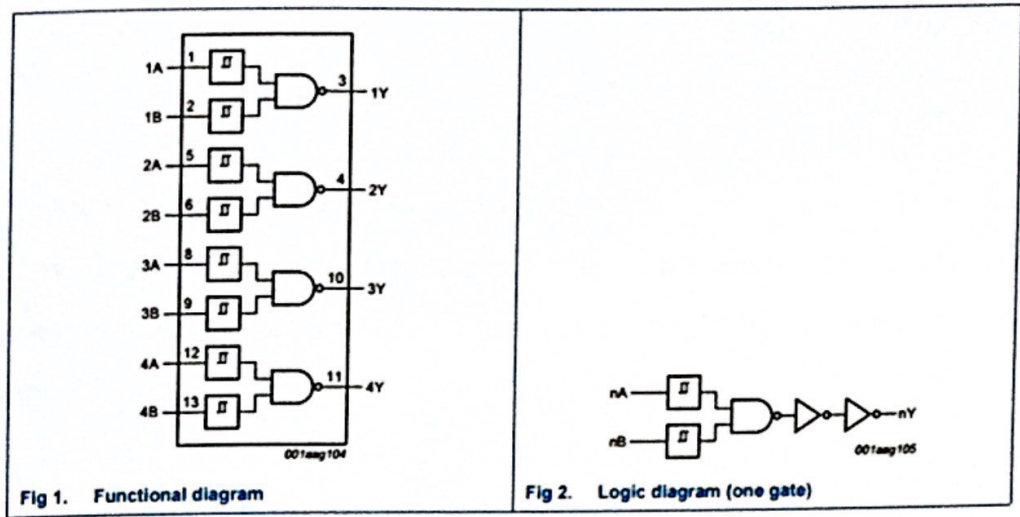 1A 1
3 1Y
1B 2
2A 5
4 2Y
2B 6
3A 8
10 3Y
3B 9
4A 12
11 4Y
4B 13
001aag104
Fig 1. Functional diagram
nA
nY
nB
001aag105
Fig 2. Logic diagram (one gate)